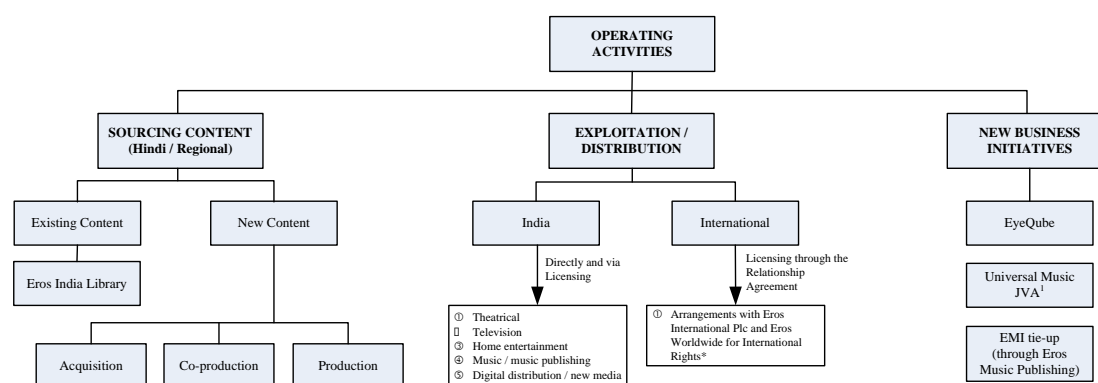 OPERATING
ACTIVITIES
SOURCING CONTENT
(Hindi / Regional)
EXPLOITATION /
DISTRIBUTION
NEW BUSINESS
INITIATIVES
Existing Content
New Content
India
International
EyeQube
Directly and via
Licensing
Licensing through the
Relationship
Agreement
Eros India Library
Universal Music
JVA¹
① Theatrical
▯ Television
③ Home entertainment
④ Music / music publishing
⑤ Digital distribution / new media
① Arrangements with Eros
International Plc and Eros
Worldwide for International
Rights*
EMI tie-up
(through Eros
Music Publishing)
Acquisition
Co-production
Production